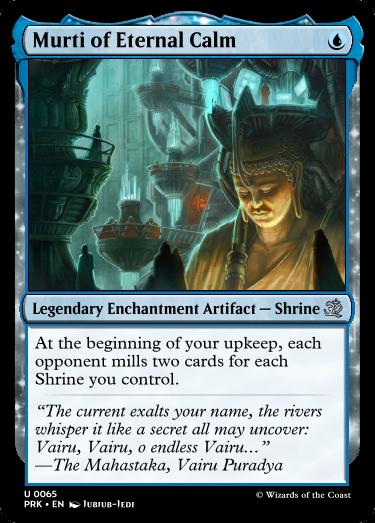 Murti of Eternal Calm
Legendary Enchantment Artifact — Shrine
At the beginning of your upkeep, each
opponent mills two cards for each
Shrine you control.
“The current exalts your name, the rivers
whisper it like a secret all may uncover:
Vairu, Vairu, o endless Vairu...”
—The Mahastaka, Vairu Puradya
U 0065
PRK • EN Jubjub-Jedi
© Wizards of the Coast